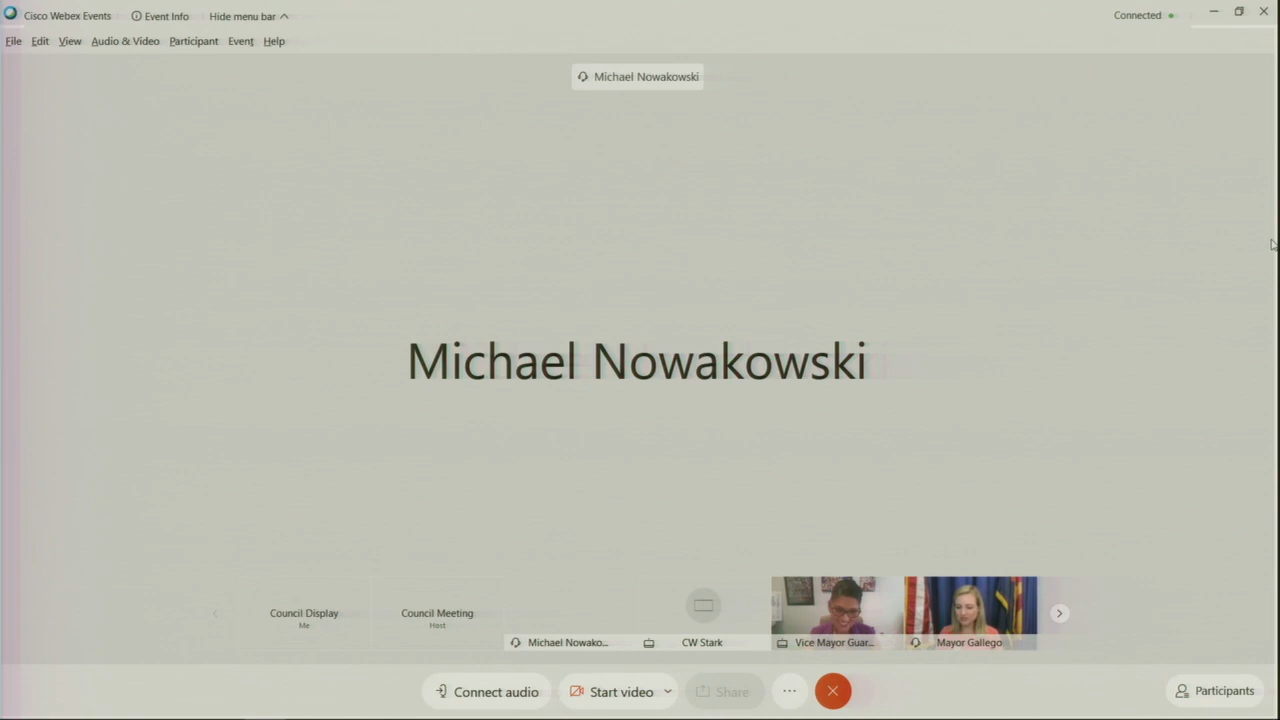 Cisco Webex Events
Event Info
Hide menu bar
Connected
File Edit View Audio & Video Participant Event Help
Michael Nowakowski
Michael Nowakowski
Council Display
Me
Council Meeting
Host
Michael Nowako...
CW Stark
Vice Mayor Guar...
Mayor Gallego
Connect audio
Start video
Share
Participants